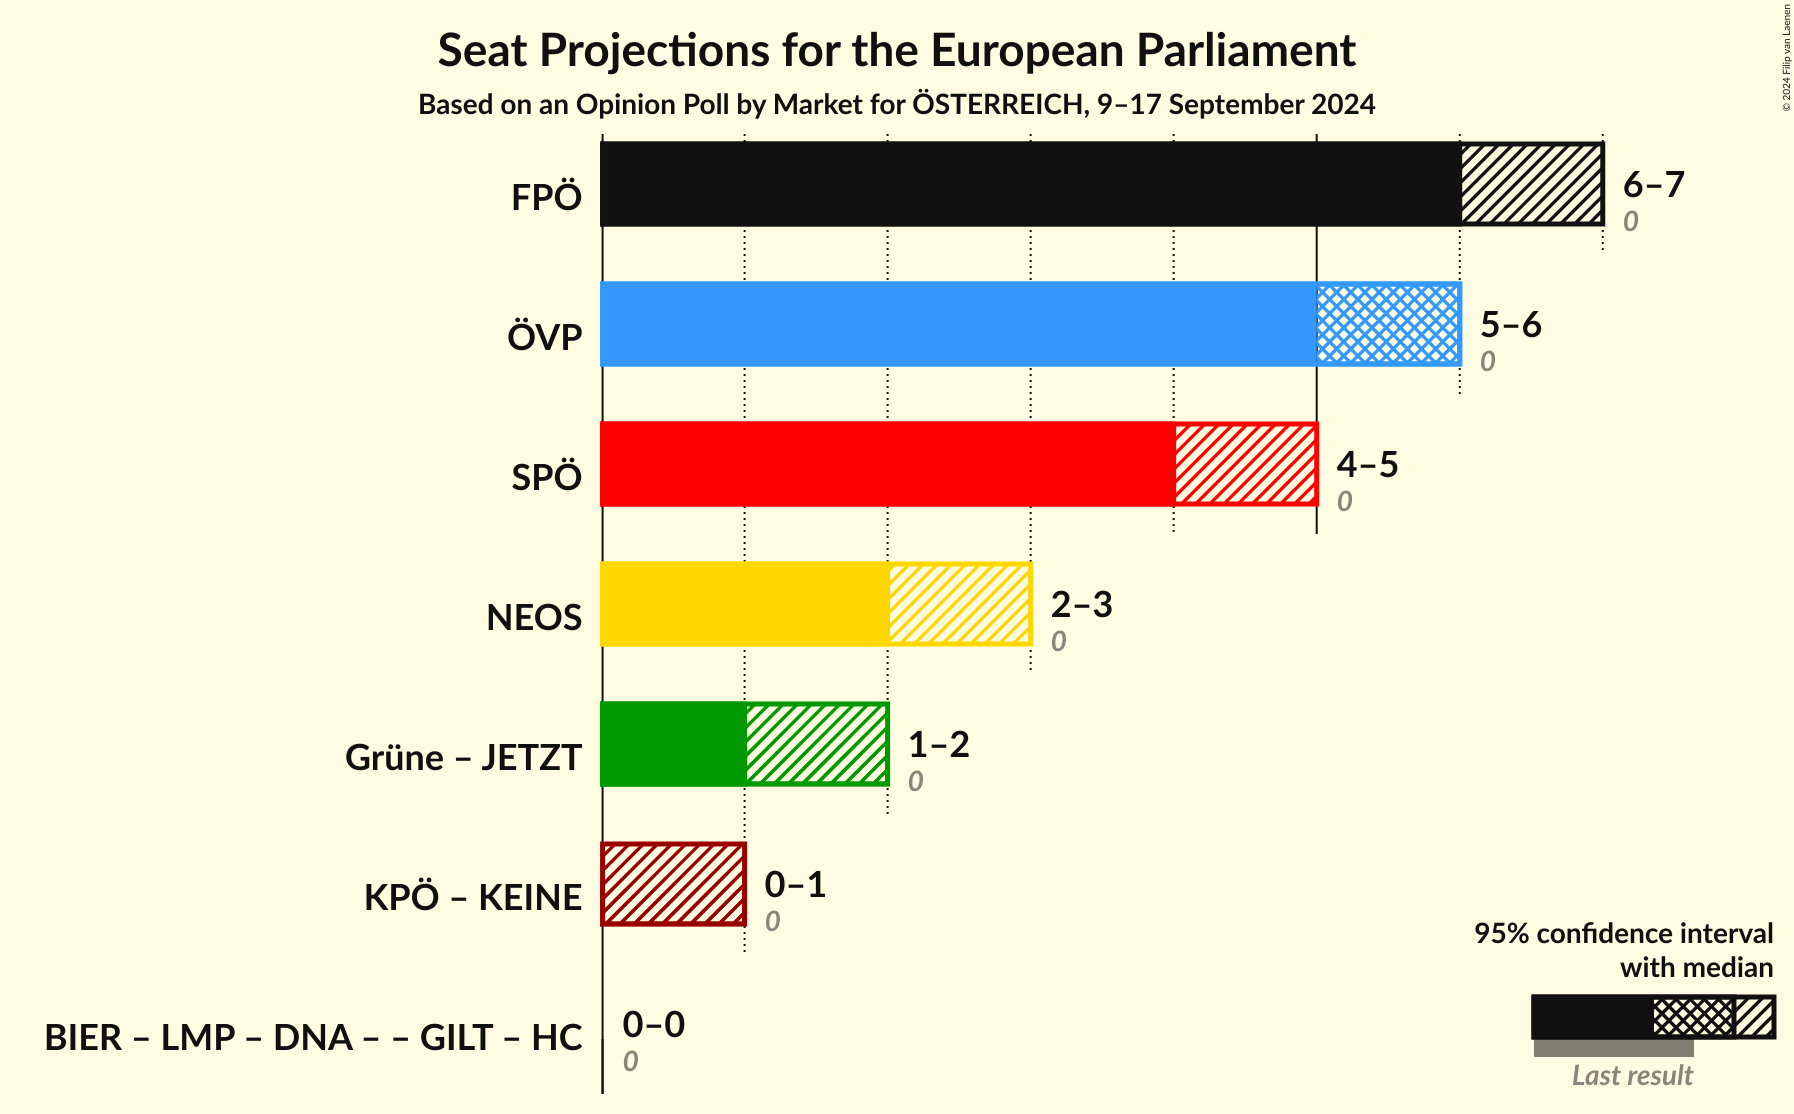 Seat Projections for the European Parliament
Based on an Opinion Poll by Market for ÖSTERREICH, 9–17 September 2024
© 2024 Filip van Laenen
FPÖ
6–7
0
ÖVP
5–6
0
SPÖ
4–5
0
NEOS
2–3
0
Grüne – JETZT
1–2
0
KPÖ – KEINE
0–1
0
BIER – LMP – DNA – – GILT – HC
0–0
0
95% confidence interval
with median
Last result